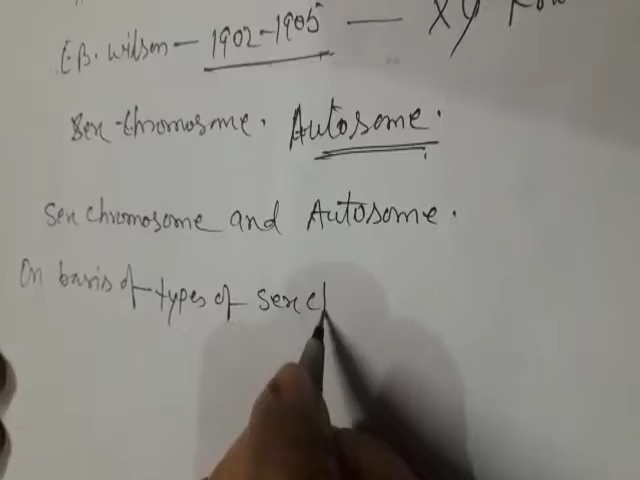 E.B. Wilson — 1902-1905 — XY
Sex chromosome. Autosome.
Sex chromosome and Autosome.
On basis of types of sex c